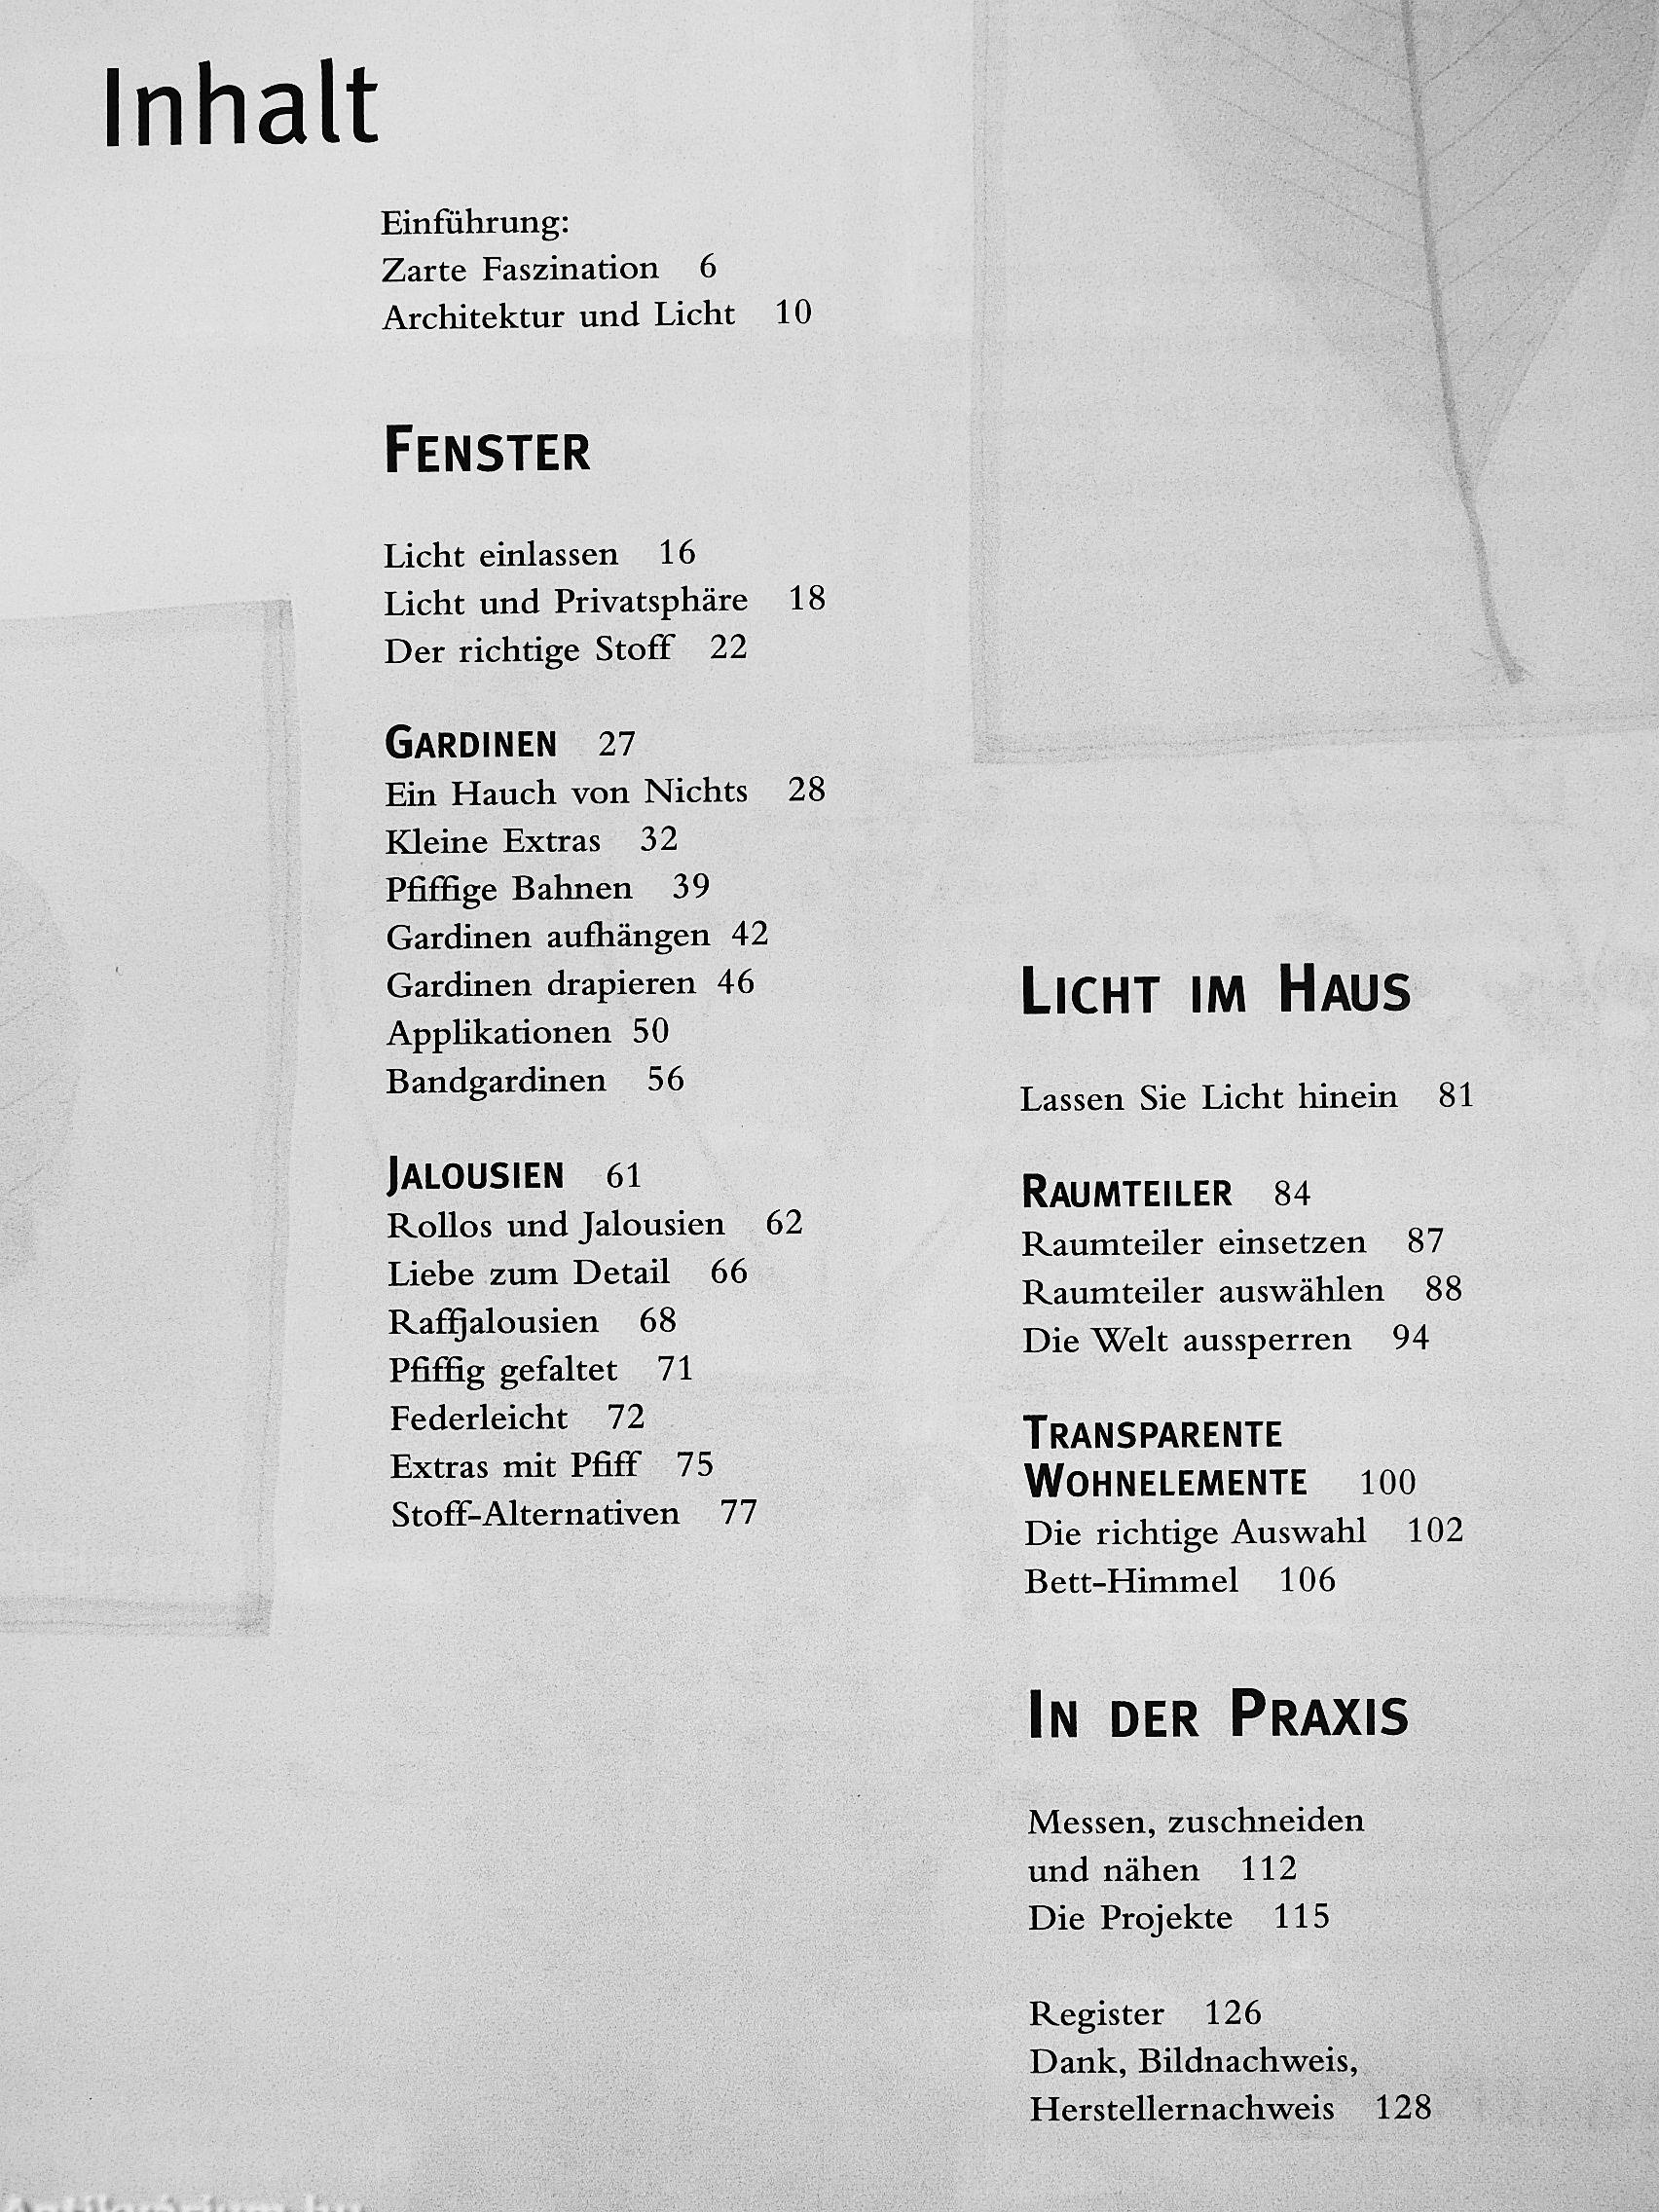 Inhalt
Einführung:
Zarte Faszination 6
Architektur und Licht 10
FENSTER
Licht einlassen 16
Licht und Privatsphäre 18
Der richtige Stoff 22
GARDINEN 27
Ein Hauch von Nichts 28
Kleine Extras 32
Pfiffige Bahnen 39
Gardinen aufhängen 42
Gardinen drapieren 46
Applikationen 50
Bandgardinen 56
JALOUSIEN 61
Rollos und Jalousien 62
Liebe zum Detail 66
Raffjalousien 68
Pfiffig gefaltet 71
Federleicht 72
Extras mit Pfiff 75
Stoff-Alternativen 77
LICHT IM HAUS
Lassen Sie Licht hinein 81
RAUMTEILER 84
Raumteiler einsetzen 87
Raumteiler auswählen 88
Die Welt aussperren 94
TRANSPARENTE
WOHNELEMENTE 100
Die richtige Auswahl 102
Bett-Himmel 106
IN DER PRAXIS
Messen, zuschneiden
und nähen 112
Die Projekte 115
Register 126
Dank, Bildnachweis,
Herstellernachweis 128